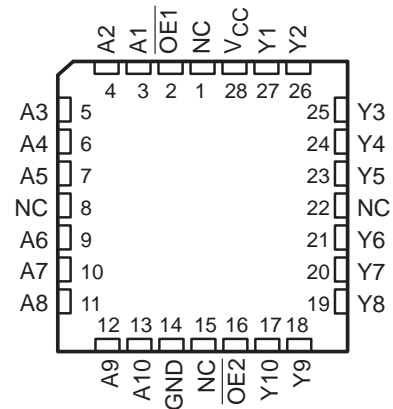 A2 A1 O̅E̅1̅ NC VCC Y1 Y2
4 3 2 1 28 27 26
A3 5 25 Y3
A4 6 24 Y4
A5 7 23 Y5
NC 8 22 NC
A6 9 21 Y6
A7 10 20 Y7
A8 11 19 Y8
12 13 14 15 16 17 18
A9 A10 GND NC O̅E̅2̅ Y10 Y9